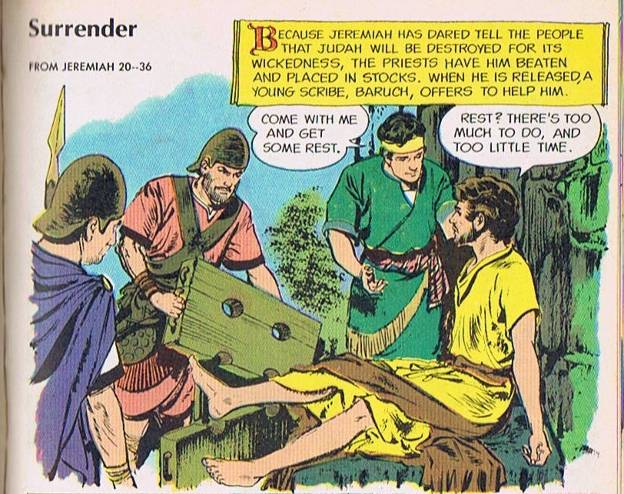 Surrender
FROM JEREMIAH 20--36
BECAUSE JEREMIAH HAS DARED TELL THE PEOPLE
THAT JUDAH WILL BE DESTROYED FOR ITS
WICKEDNESS, THE PRIESTS HAVE HIM BEATEN
AND PLACED IN STOCKS. WHEN HE IS RELEASED, A
YOUNG SCRIBE, BARUCH, OFFERS TO HELP HIM.
COME WITH ME
AND GET
SOME REST.
REST? THERE'S TOO
MUCH TO DO, AND
TOO LITTLE TIME.